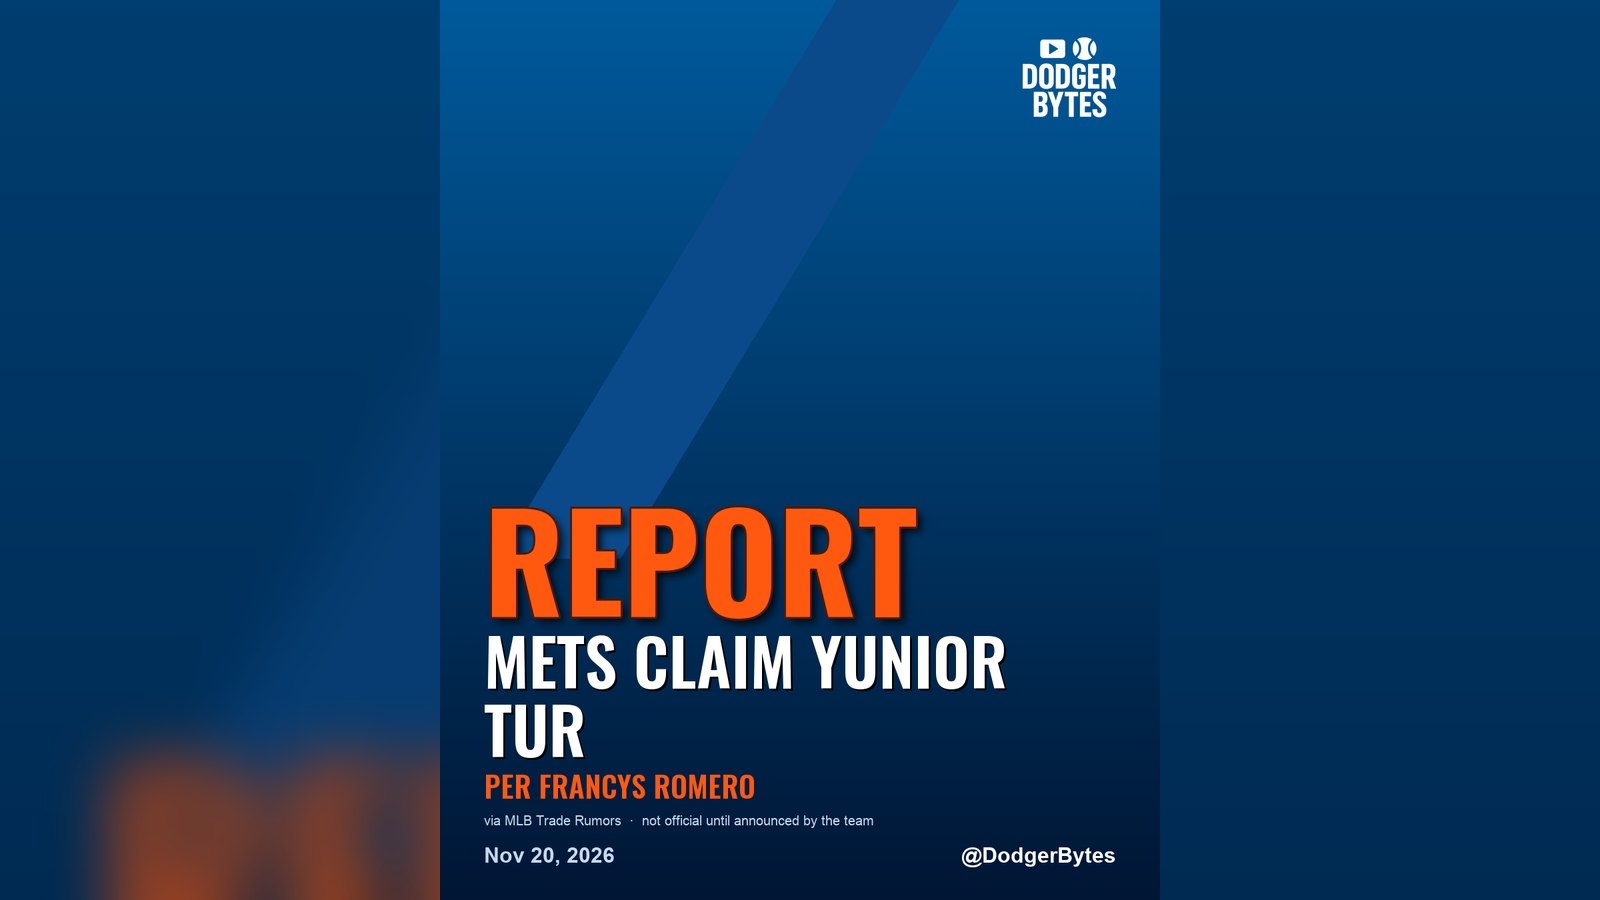 DODGER
BYTES
REPORT
METS CLAIM YUNIOR
TUR
PER FRANCYS ROMERO
via MLB Trade Rumors · not official until announced by the team
Nov 20, 2026
@DodgerBytes